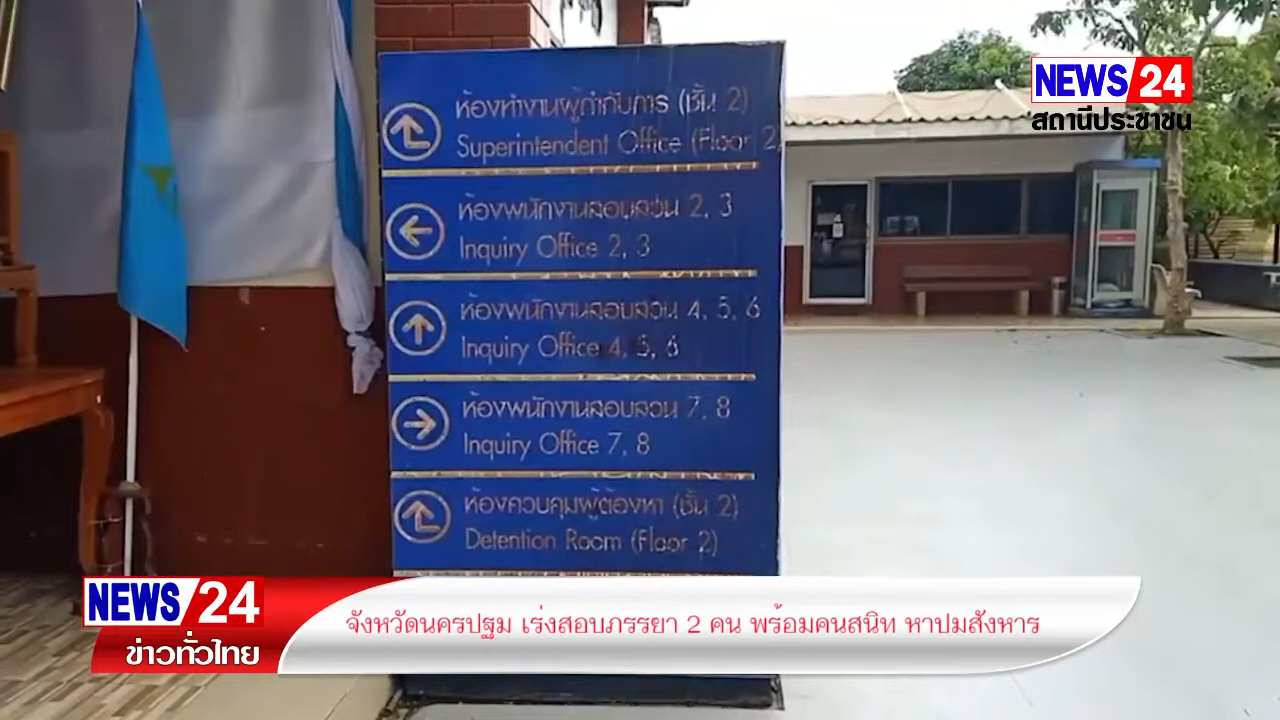 ห้องทำงานผู้กำกับการ (ชั้น 2)
Superintendent Office (Floor 2)
ห้องพนักงานสอบสวน 2, 3
Inquiry Office 2, 3
ห้องพนักงานสอบสวน 4, 5, 6
Inquiry Office 4, 5, 6
ห้องพนักงานสอบสวน 7, 8
Inquiry Office 7, 8
ห้องควบคุมผู้ต้องหา (ชั้น 2)
Detention Room (Floor 2)
NEWS 24
สถานีประชาชน
NEWS/24
ข่าวทั่วไทย
จังหวัดนครปฐม เร่งสอบภรรยา 2 คน พร้อมคนสนิท หาปมสังหาร